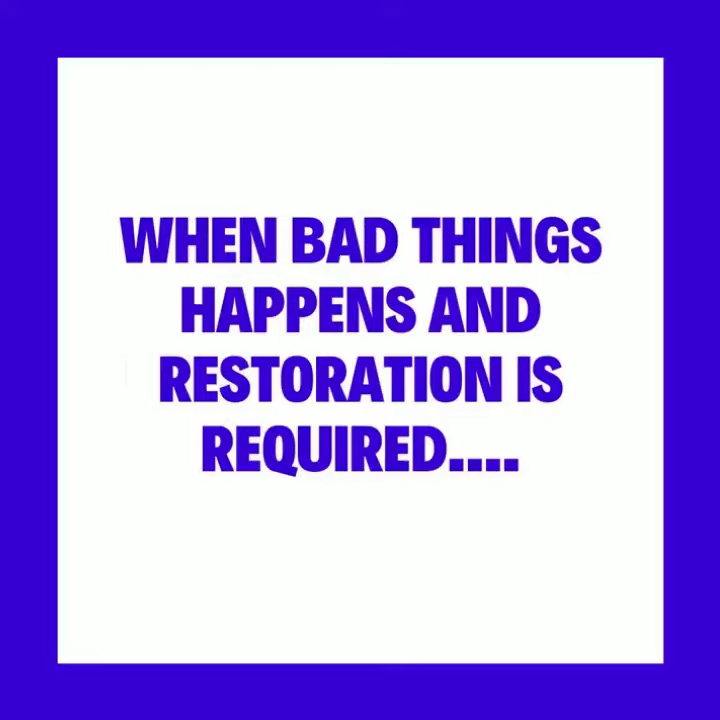 WHEN BAD THINGS
HAPPENS AND
RESTORATION IS
REQUIRED....